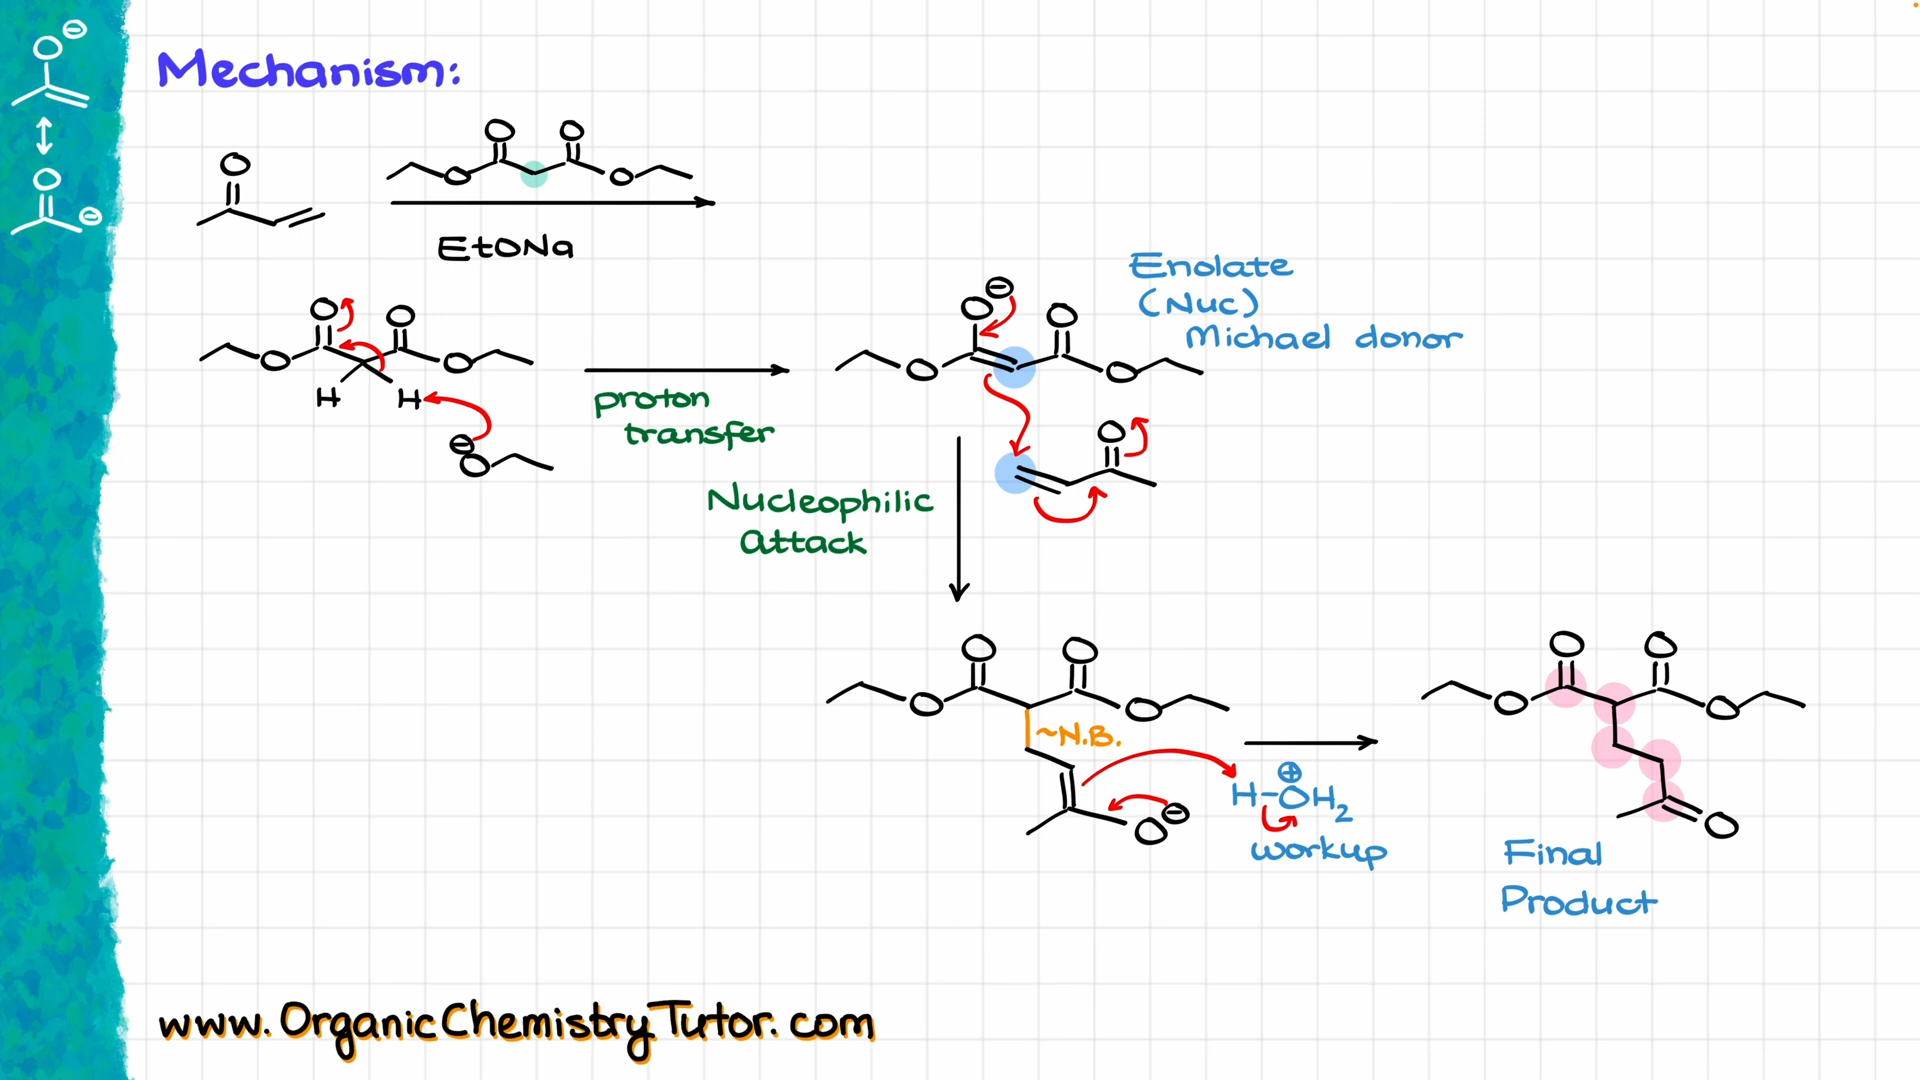 Mechanism:
O
O O
O O
EtONa
O O
O O
H H
⊖
O
proton
transfer
Enolate
(Nuc)
Michael donor
⊖
O O
O O
O
Nucleophilic
Attack
O O
O O
~N.B.
O ⊖
⊕
H-OH2
workup
O O
O O
O
Final
Product
O ⊖
O
⊖
www.OrganicChemistryTutor.com